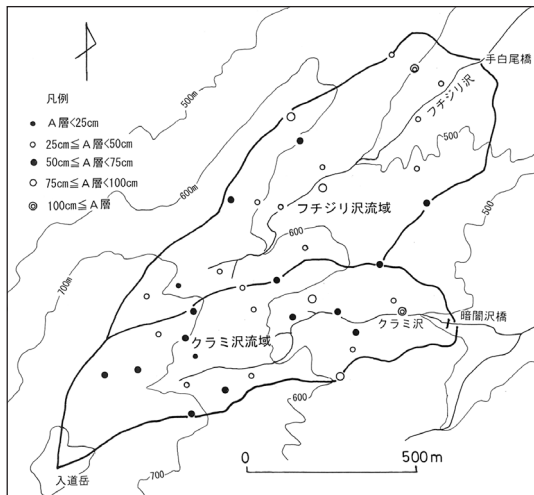 手白尾橋
フチジリ沢
500m
500
凡例
A層<25cm
25cm≦A層<50cm
50cm≦A層<75cm
75cm≦A層<100cm
100cm≦A層
600m
500
フチジリ沢流域
600
700m
暗闇沢橋
クラミ沢
クラミ沢流域
600
0 500m
入道岳
700